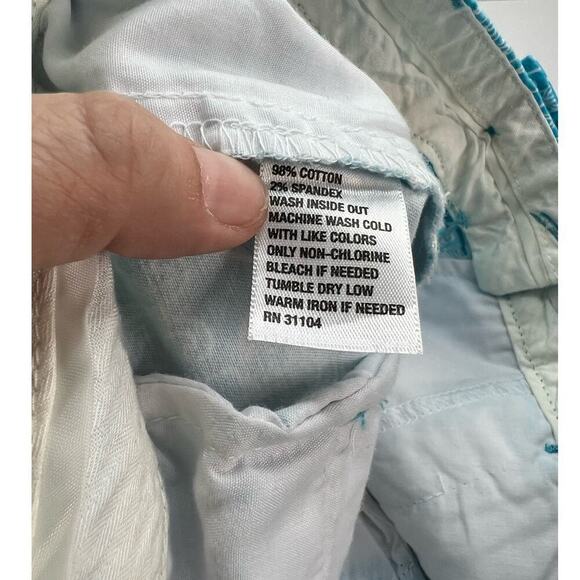 98% COTTON
2% SPANDEX
WASH INSIDE OUT
MACHINE WASH COLD
WITH LIKE COLORS
ONLY NON-CHLORINE
BLEACH IF NEEDED
TUMBLE DRY LOW
WARM IRON IF NEEDED
RN 31104